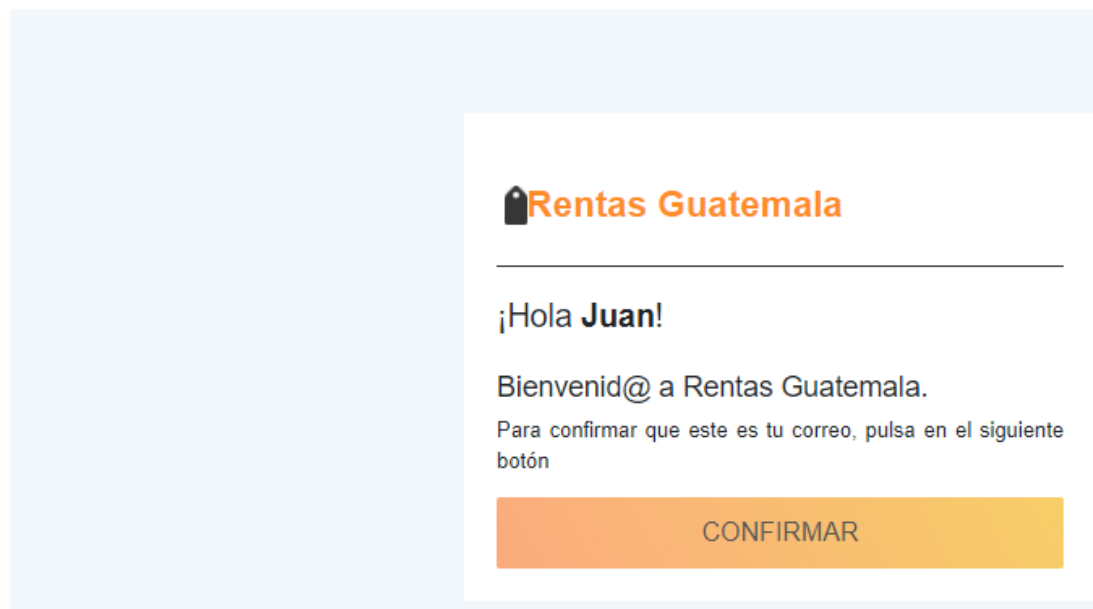 Rentas Guatemala
¡Hola Juan!
Bienvenid@ a Rentas Guatemala.
Para confirmar que este es tu correo, pulsa en el siguiente
botón
CONFIRMAR